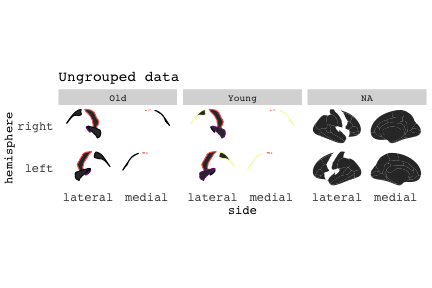 Ungrouped data
Old Young NA
hemisphere
right
left
lateral medial lateral medial lateral medial
side